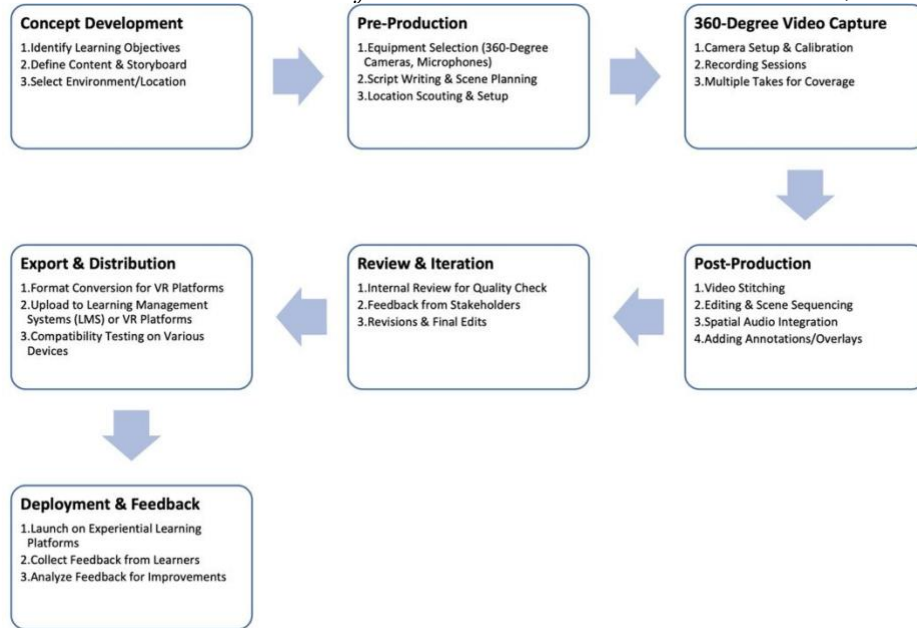 Concept Development
1.Identify Learning Objectives
2.Define Content & Storyboard
3.Select Environment/Location
Pre-Production
1.Equipment Selection (360-Degree
Cameras, Microphones)
2.Script Writing & Scene Planning
3.Location Scouting & Setup
360-Degree Video Capture
1.Camera Setup & Calibration
2.Recording Sessions
3.Multiple Takes for Coverage
Post-Production
1.Video Stitching
2.Editing & Scene Sequencing
3.Spatial Audio Integration
4.Adding Annotations/Overlays
Review & Iteration
1.Internal Review for Quality Check
2.Feedback from Stakeholders
3.Revisions & Final Edits
Export & Distribution
1.Format Conversion for VR Platforms
2.Upload to Learning Management
Systems (LMS) or VR Platforms
3.Compatibility Testing on Various
Devices
Deployment & Feedback
1.Launch on Experiential Learning
Platforms
2.Collect Feedback from Learners
3.Analyze Feedback for Improvements